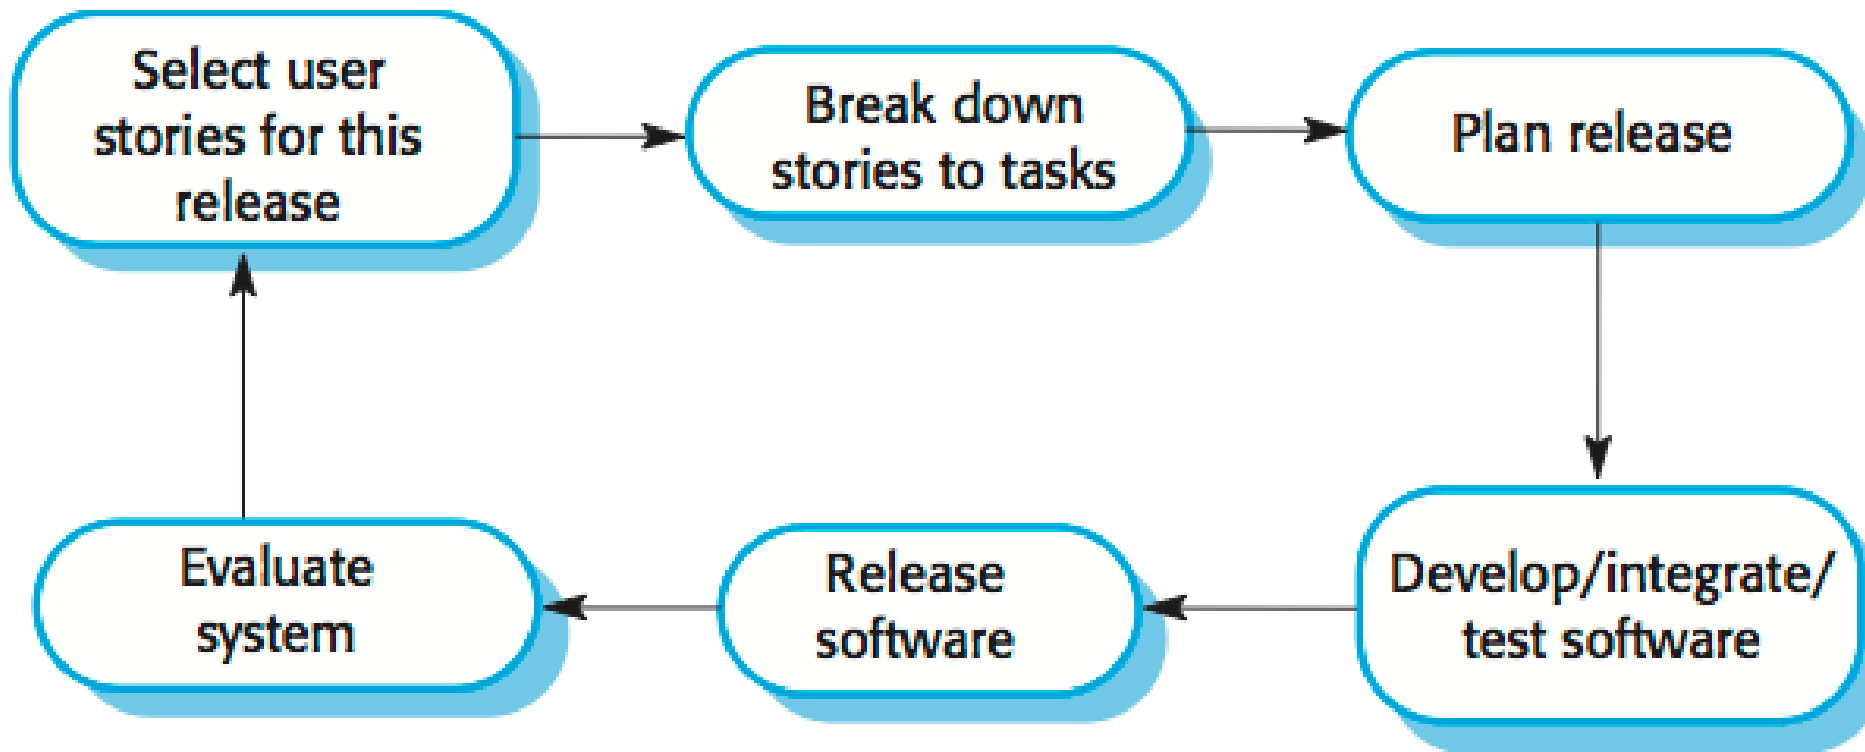 Select user
stories for this
release
Break down
stories to tasks
Plan release
Develop/integrate/
test software
Release
software
Evaluate
system